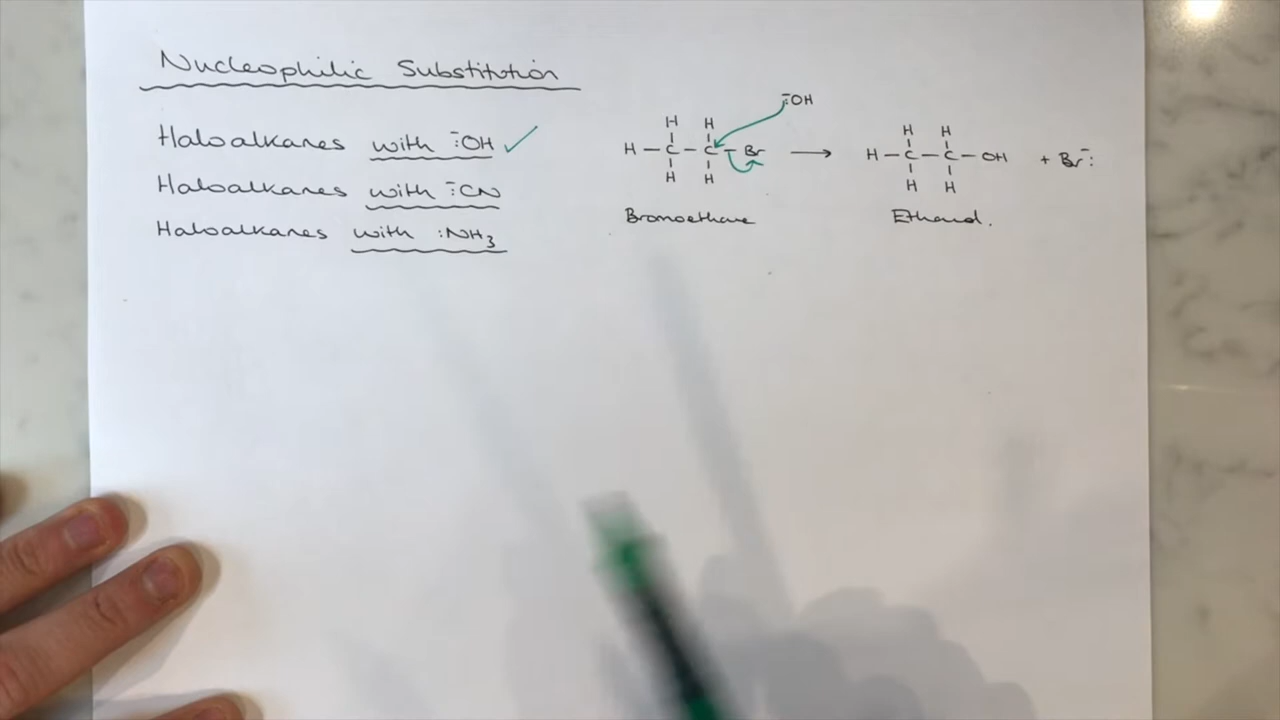 Nucleophilic Substitution
Haloalkanes with :⁻OH ✓
Haloalkanes with :⁻CN
Haloalkanes with :NH₃
:⁻OH
H H
H – C – C – Br ⟶
H H
Bromoethane
H H
H – C – C – OH + Br⁻:
H H
Ethanol.